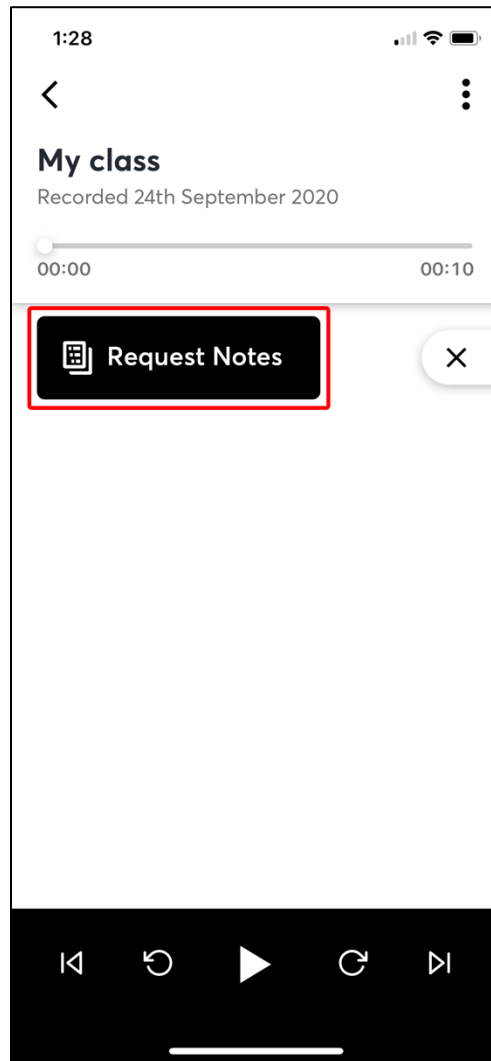 1:28
My class
Recorded 24th September 2020
00:00 00:10
Request Notes